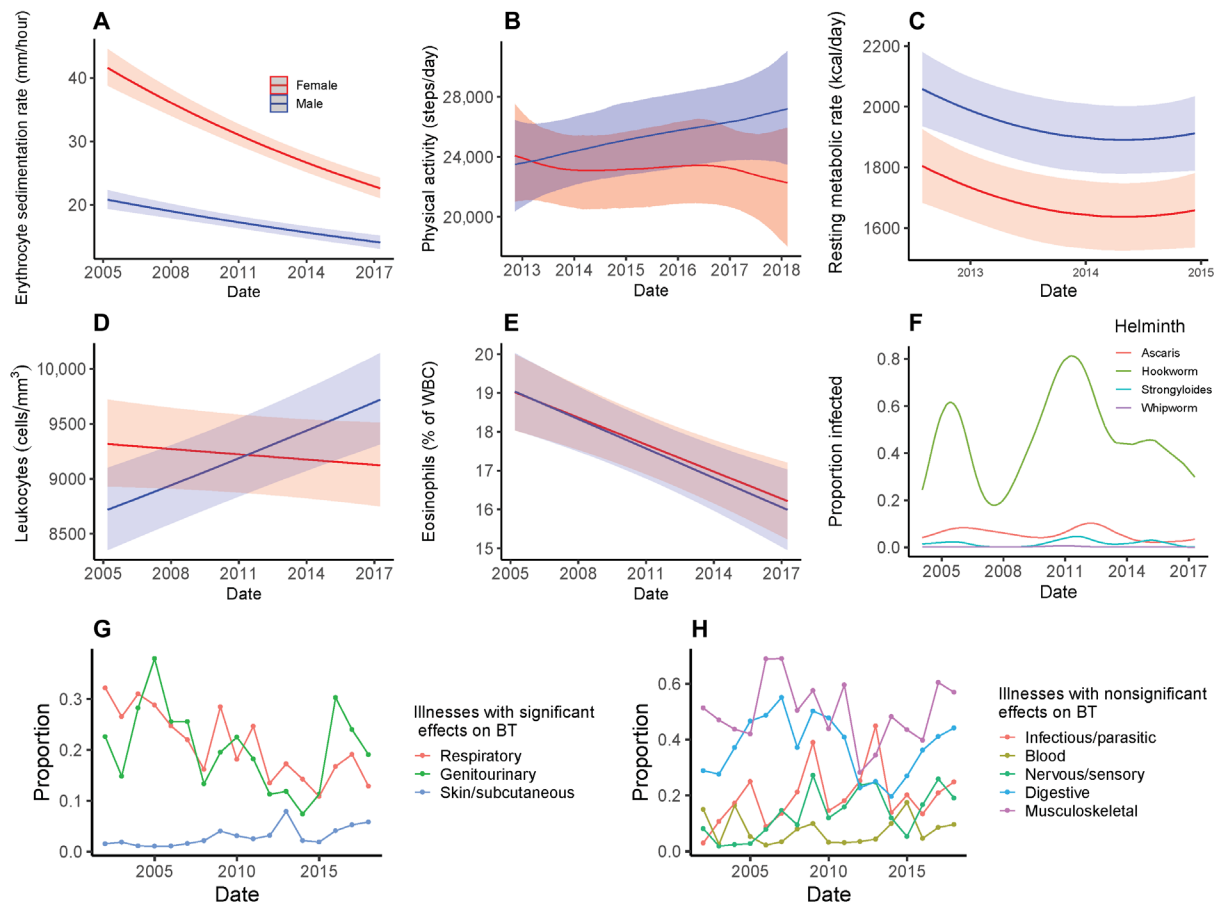 A
Erythrocyte sedimentation rate (mm/hour)
40
30
20
Female
Male
2005 2008 2011 2014 2017
Date
B
Physical activity (steps/day)
28,000
24,000
20,000
2013 2014 2015 2016 2017 2018
Date
C
Resting metabolic rate (kcal/day)
2200
2000
1800
1600
2013 2014 2015
Date
D
Leukocytes (cells/mm³)
10,000
9500
9000
8500
2005 2008 2011 2014 2017
Date
E
Eosinophils (% of WBC)
20
19
18
17
16
15
2005 2008 2011 2014 2017
Date
F
Proportion infected
0.8
0.6
0.4
0.2
0.0
Helminth
Ascaris
Hookworm
Strongyloides
Whipworm
2005 2008 2011 2014 2017
Date
G
Proportion
0.3
0.2
0.1
0.0
2005 2010 2015
Date
Illnesses with significant
effects on BT
Respiratory
Genitourinary
Skin/subcutaneous
H
Proportion
0.6
0.4
0.2
0.0
2005 2010 2015
Date
Illnesses with nonsignificant
effects on BT
Infectious/parasitic
Blood
Nervous/sensory
Digestive
Musculoskeletal